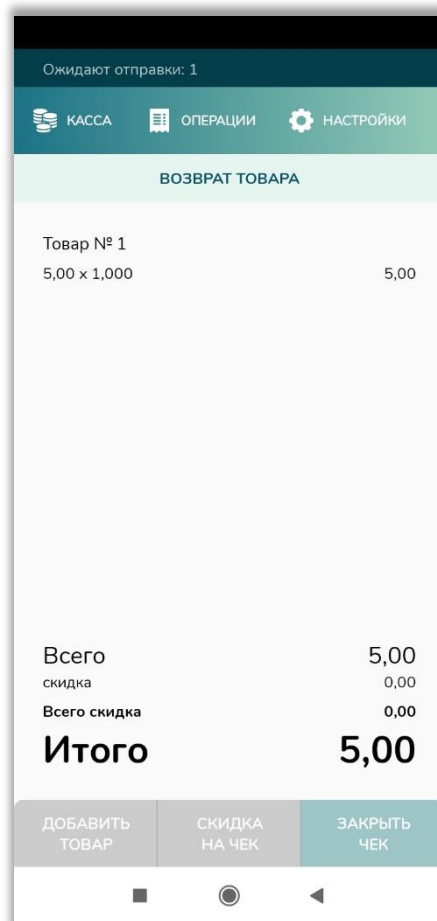 Ожидают отправки: 1
КАССА ОПЕРАЦИИ НАСТРОЙКИ
ВОЗВРАТ ТОВАРА
Товар № 1
5,00 x 1,000 5,00
Всего 5,00
скидка 0,00
Всего скидка 0,00
Итого 5,00
ДОБАВИТЬ СКИДКА ЗАКРЫТЬ
ТОВАР НА ЧЕК ЧЕК